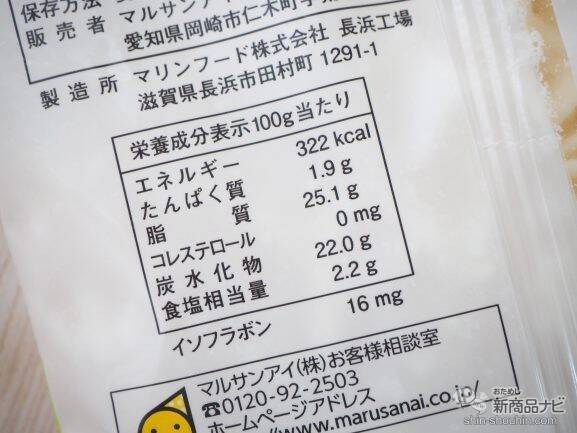 保存方法
販売者 マルサンアイ
愛知県岡崎市仁木町字
製造所 マリンフード株式会社 長浜工場
滋賀県長浜市田村町 1291-1
栄養成分表示100g当たり
エネルギー 322 kcal
たんぱく質 1.9 g
脂質 25.1 g
コレステロール 0 mg
炭水化物 22.0 g
食塩相当量 2.2 g
イソフラボン 16 mg
マルサンアイ(株)お客様相談室
☎0120-92-2503
ホームページアドレス
//www.marusanai.co.jp/
おためし
新商品ナビ
shin-shouhin.com